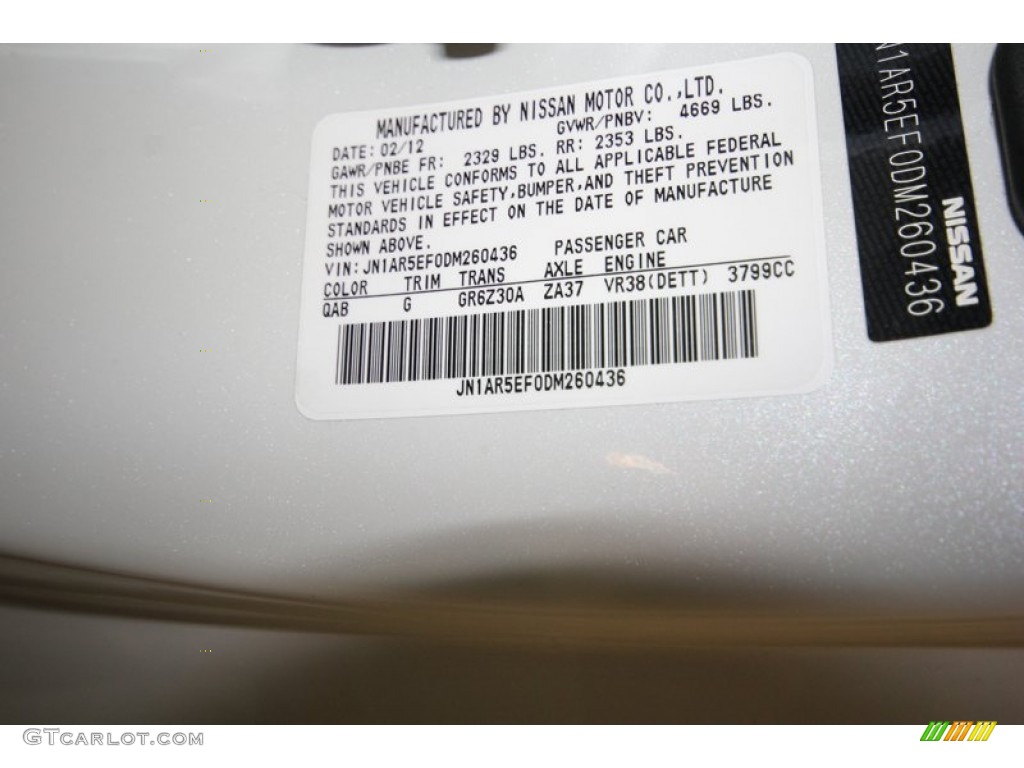 MANUFACTURED BY NISSAN MOTOR CO.,LTD.
DATE: 02/12 GVWR/PNBV: 4669 LBS.
GAWR/PNBE FR: 2329 LBS. RR: 2353 LBS.
THIS VEHICLE CONFORMS TO ALL APPLICABLE FEDERAL
MOTOR VEHICLE SAFETY,BUMPER,AND THEFT PREVENTION
STANDARDS IN EFFECT ON THE DATE OF MANUFACTURE
SHOWN ABOVE.
VIN: JN1AR5EF0DM260436 PASSENGER CAR
COLOR TRIM TRANS AXLE ENGINE
QAB G GR6Z30A ZA37 VR38(DETT) 3799CC
JN1AR5EF0DM260436
N1AR5EF0DM260436
NISSAN
GTcarlot.com